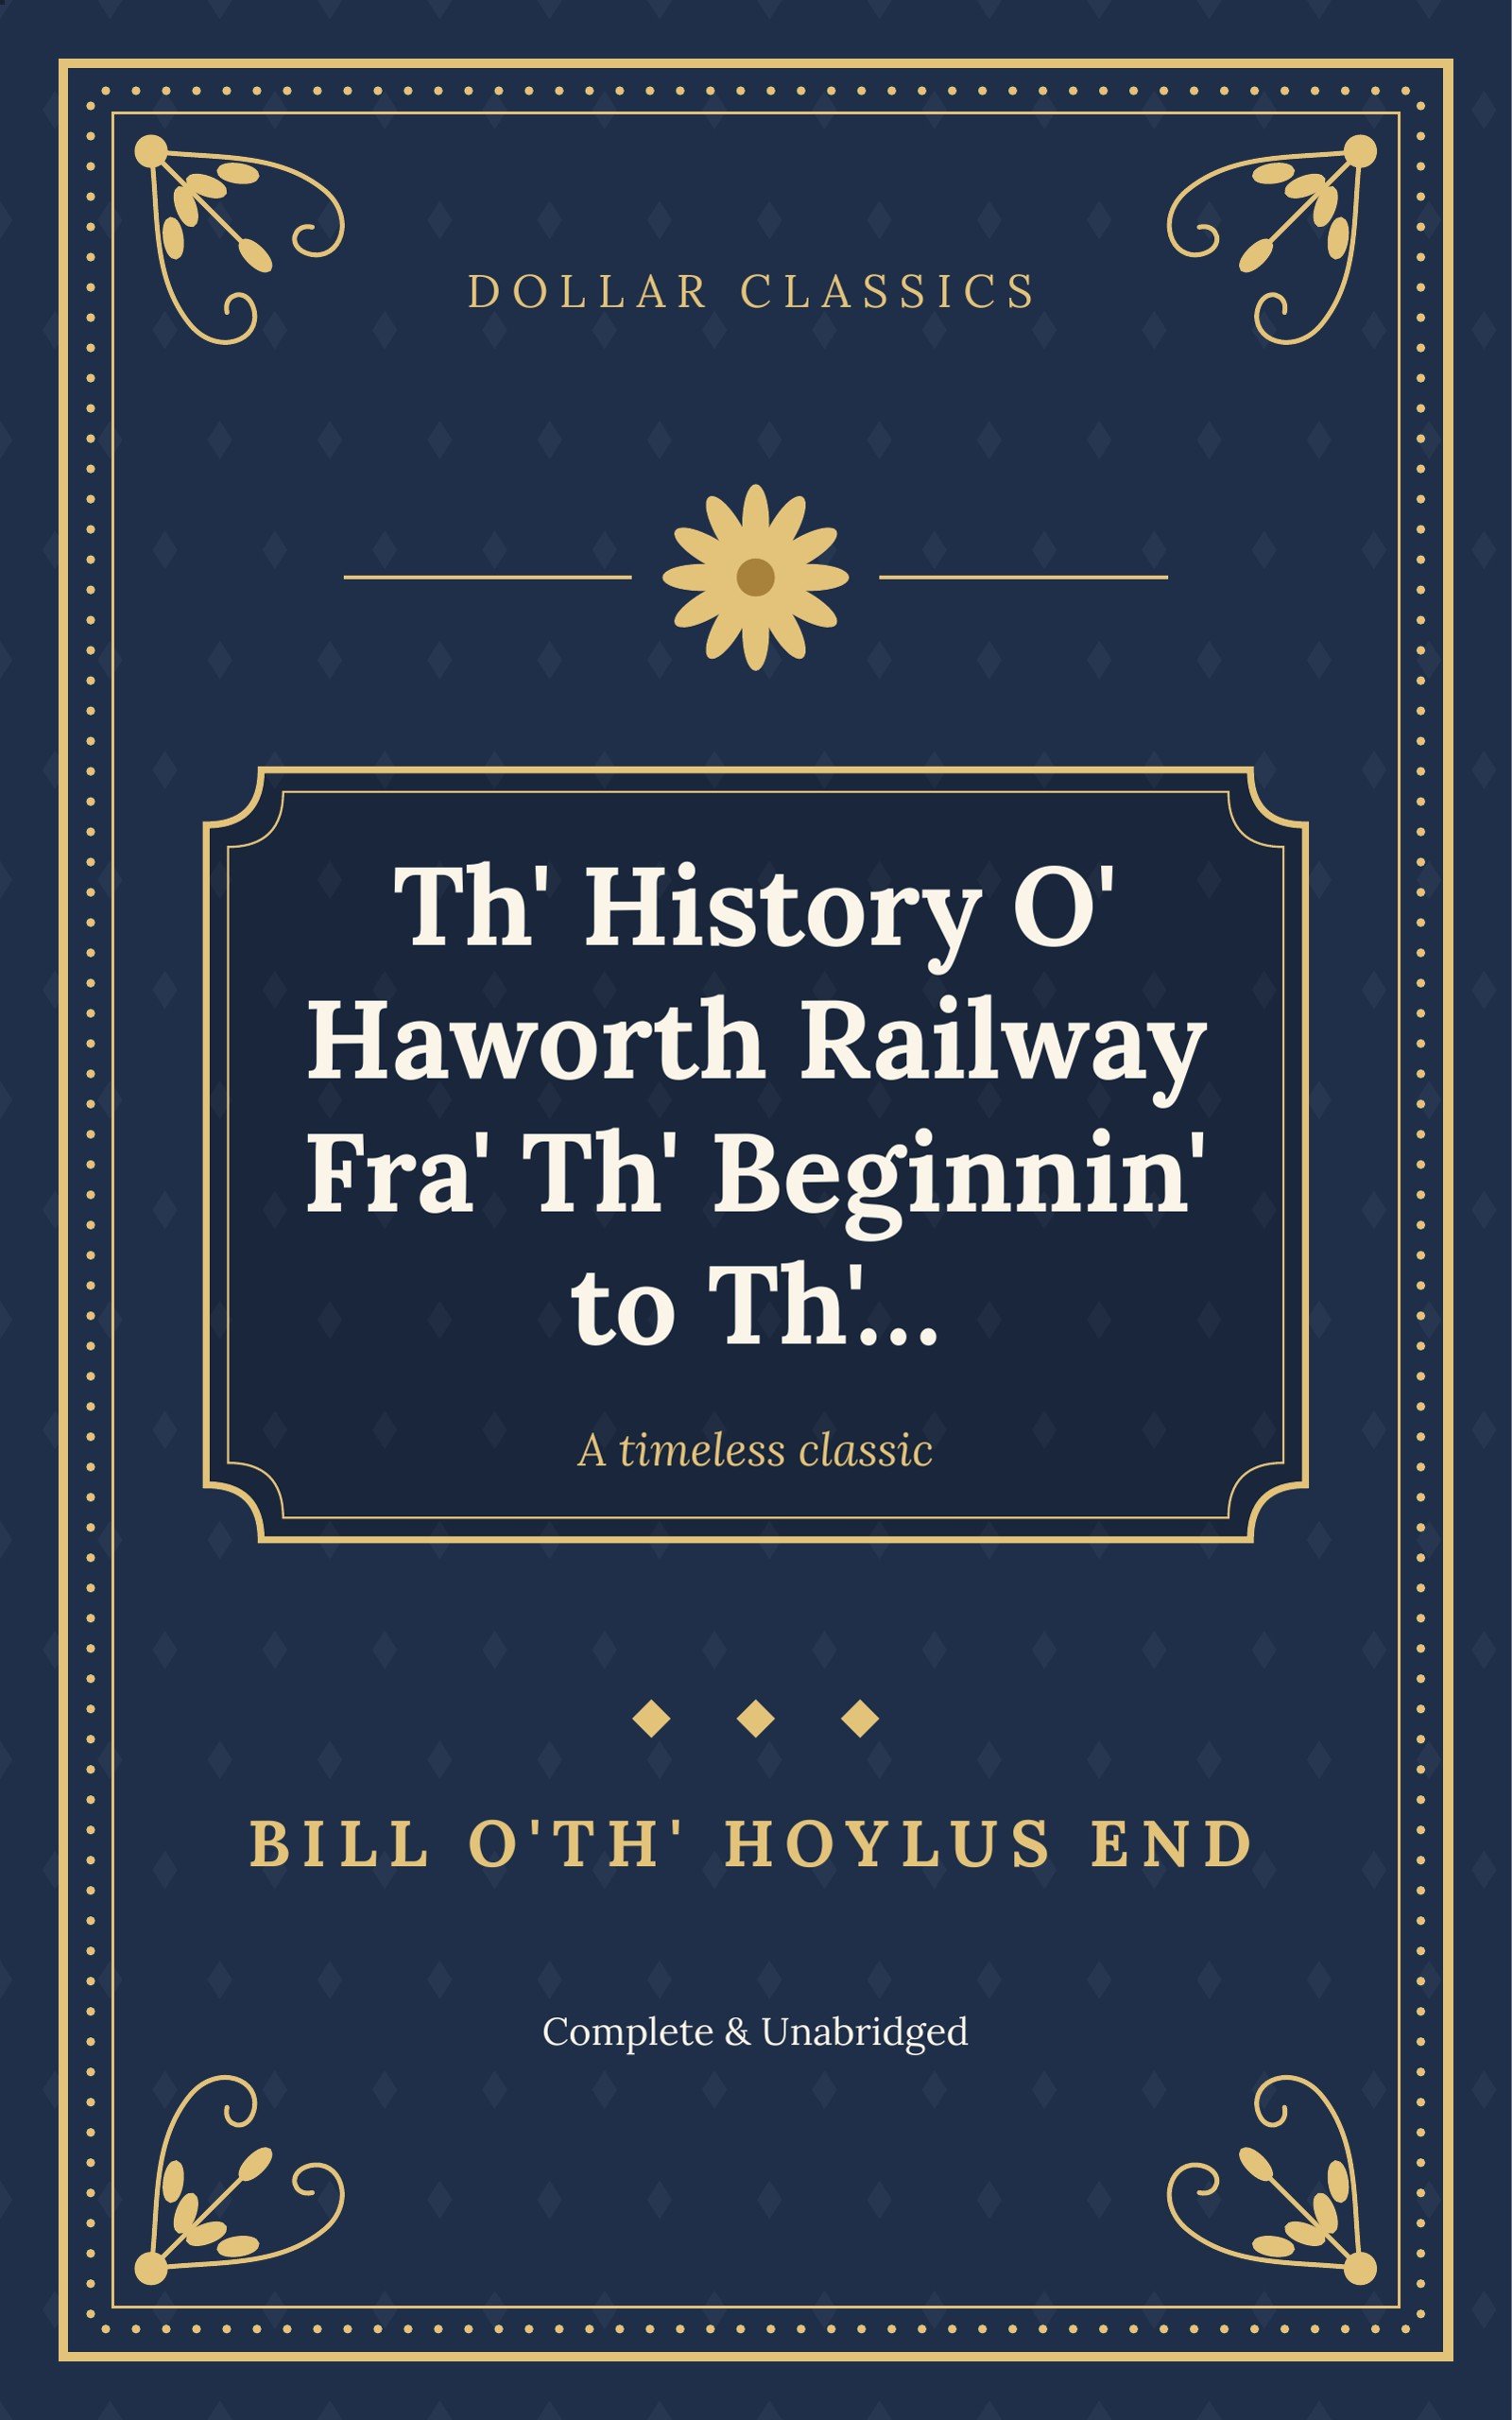 DOLLAR CLASSICS
Th' History O'
Haworth Railway
Fra' Th' Beginnin'
to Th'...
A timeless classic
BILL O'TH' HOYLUS END
Complete & Unabridged